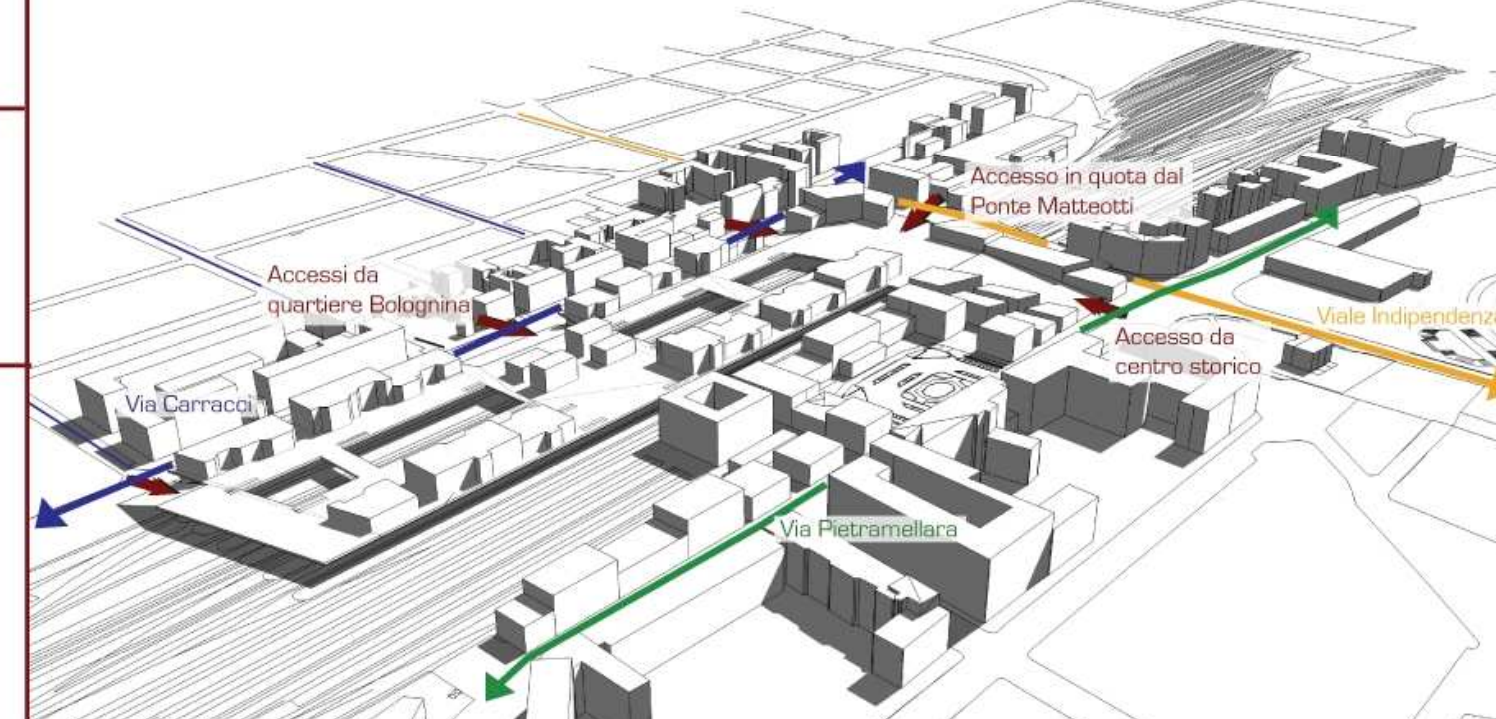 Accesso in quota dal
Ponte Matteotti
Accessi da
quartiere Bolognina
Viale Indipendenza
Accesso da
centro storico
Via Carracci
Via Pietramellara